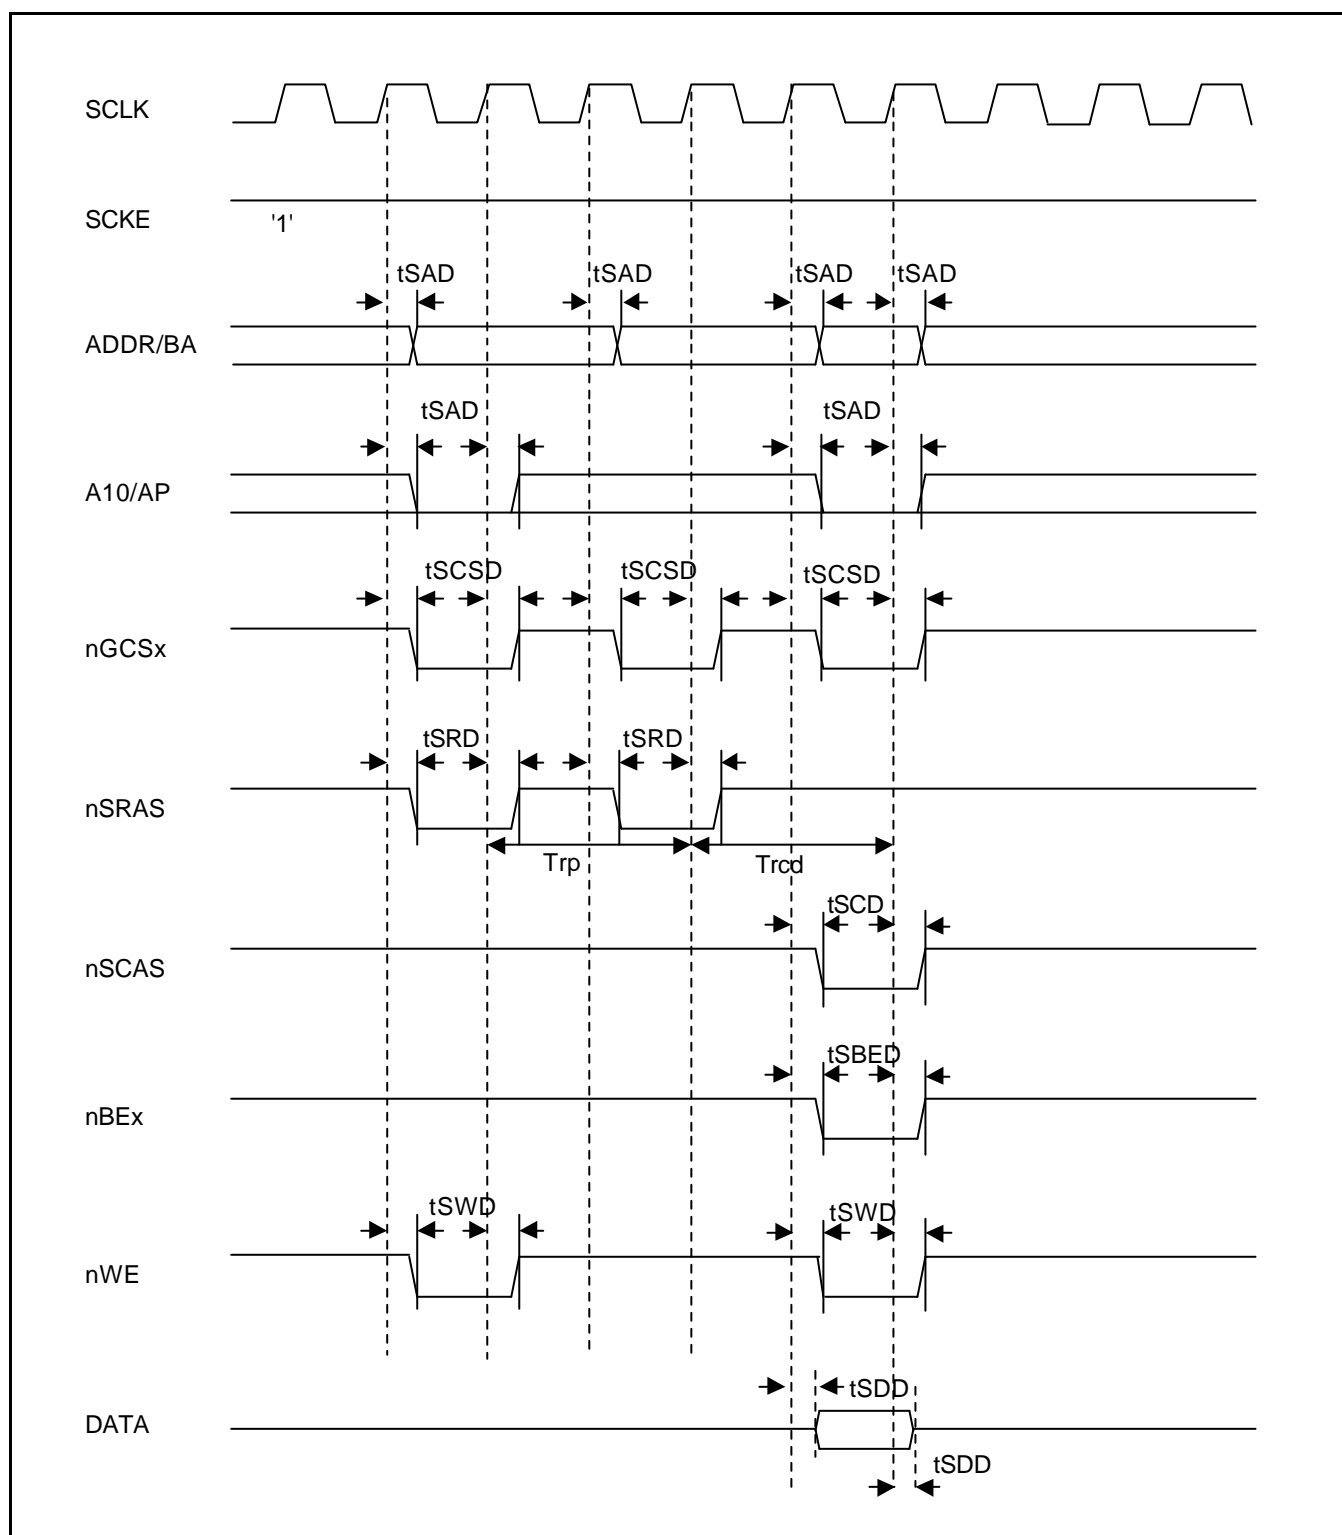 SCLK
SCKE
'1'
tSAD tSAD tSAD tSAD
ADDR/BA
tSAD tSAD
A10/AP
tSCSD tSCSD tSCSD
nGCSx
tSRD tSRD
nSRAS
Trp Trcd
tSCD
nSCAS
tSBED
nBEx
tSWD tSWD
nWE
tSDD
DATA
tSDD